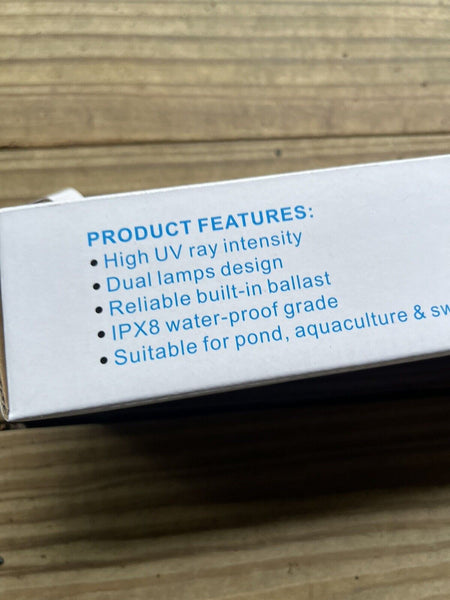 PRODUCT FEATURES:
• High UV ray intensity
• Dual lamps design
• Reliable built-in ballast
• IPX8 water-proof grade
• Suitable for pond, aquaculture &